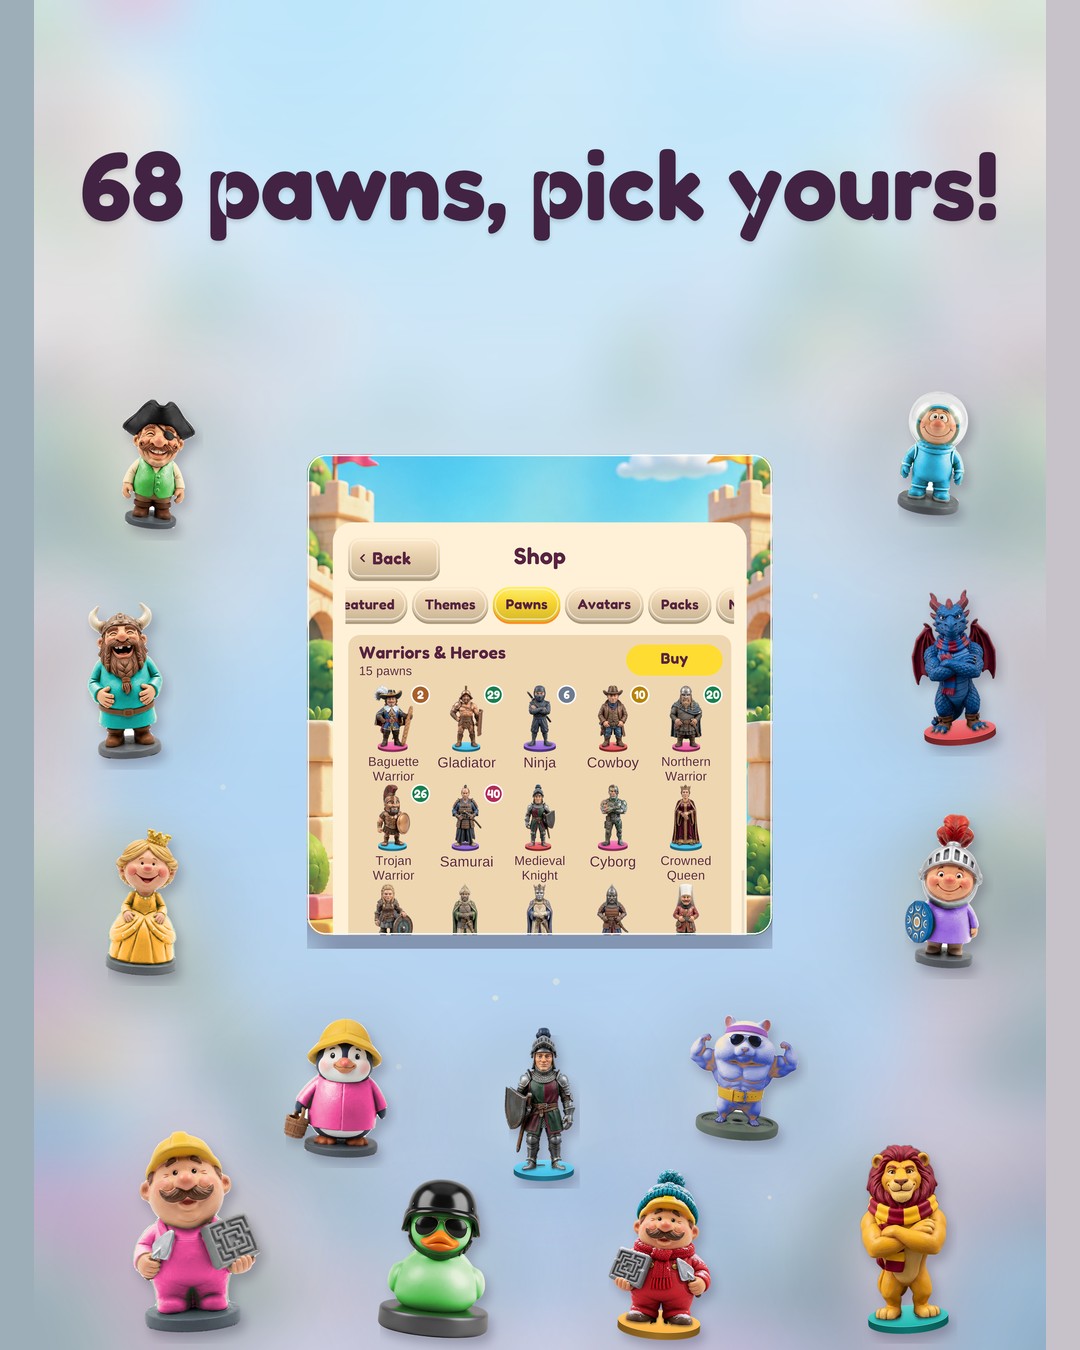 68 pawns, pick yours!
‹ Back
Shop
eatured
Themes
Pawns
Avatars
Packs
Warriors & Heroes
15 pawns
Buy
2
29
6
10
20
Baguette Warrior
Gladiator
Ninja
Cowboy
Northern Warrior
26
40
Trojan Warrior
Samurai
Medieval Knight
Cyborg
Crowned Queen